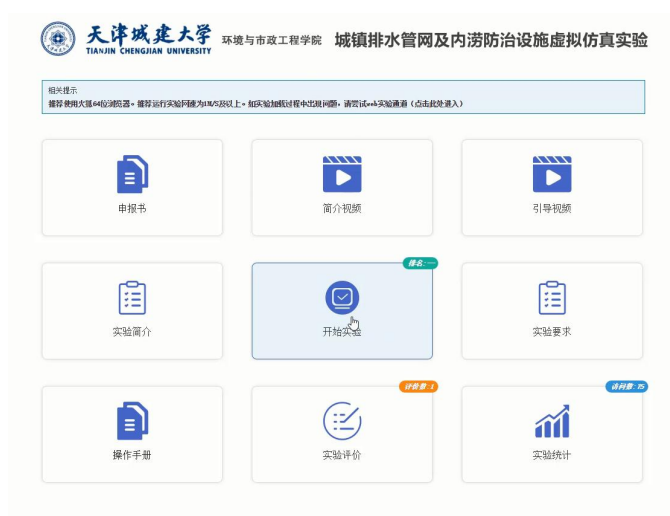 天津城建大学 环境与市政工程学院 城镇排水管网及内涝防治设施虚拟仿真实验
TIANJIN CHENGJIAN UNIVERSITY
相关提示
推荐使用火狐64位浏览器。推荐运行实验网速为1M/S及以上。如实验加载过程中出现问题，请尝试web实验通道（点击此处进入）
申报书
简介视频
引导视频
排名:一
实验简介
开始实验
实验要求
评价数:1
访问数:75
操作手册
实验评价
实验统计